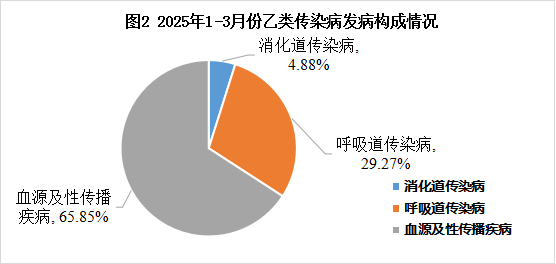 图2 2025年1-3月份乙类传染病发病构成情况
消化道传染病,
4.88%
呼吸道传染病,
29.27%
血源及性传播
疾病, 65.85%
消化道传染病
呼吸道传染病
血源及性传播疾病